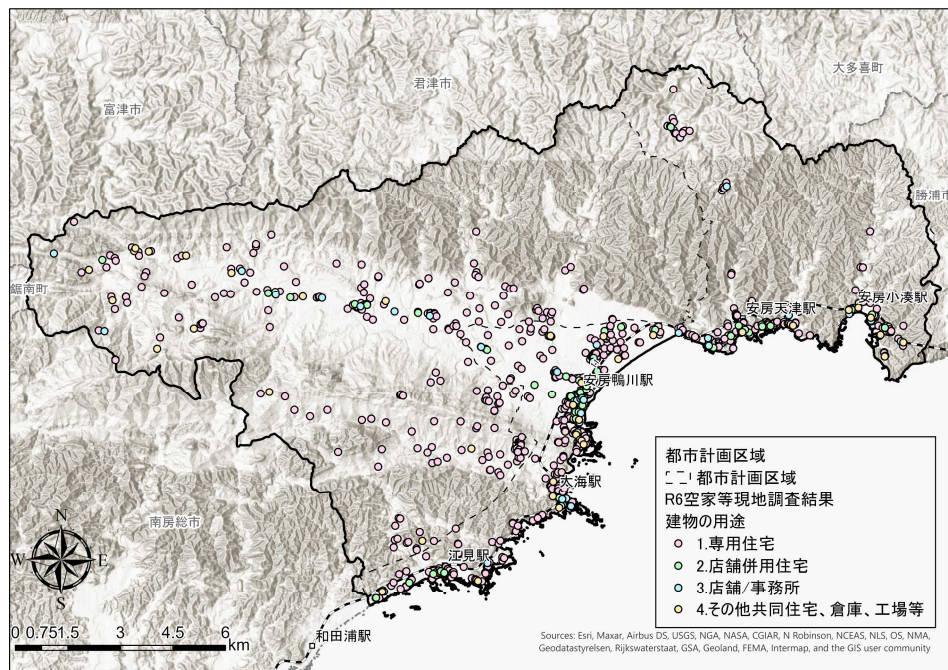 大多喜町
君津市
富津市
勝浦市
鋸南町
安房小湊駅
安房天津駅
安房鴨川駅
太海駅
南房総市
江見駅
和田浦駅
N
W
E
S
0 0.751.5 3 4.5 6
km
都市計画区域
都市計画区域
R6空家等現地調査結果
建物の用途
1.専用住宅
2.店舗併用住宅
3.店舗/事務所
4.その他共同住宅、倉庫、工場等
Sources: Esri, Maxar, Airbus DS, USGS, NGA, NASA, CGIAR, N Robinson, NCEAS, NLS, OS, NMA,
Geodatastyrelsen, Rijkswaterstaat, GSA, Geoland, FEMA, Intermap, and the GIS user community